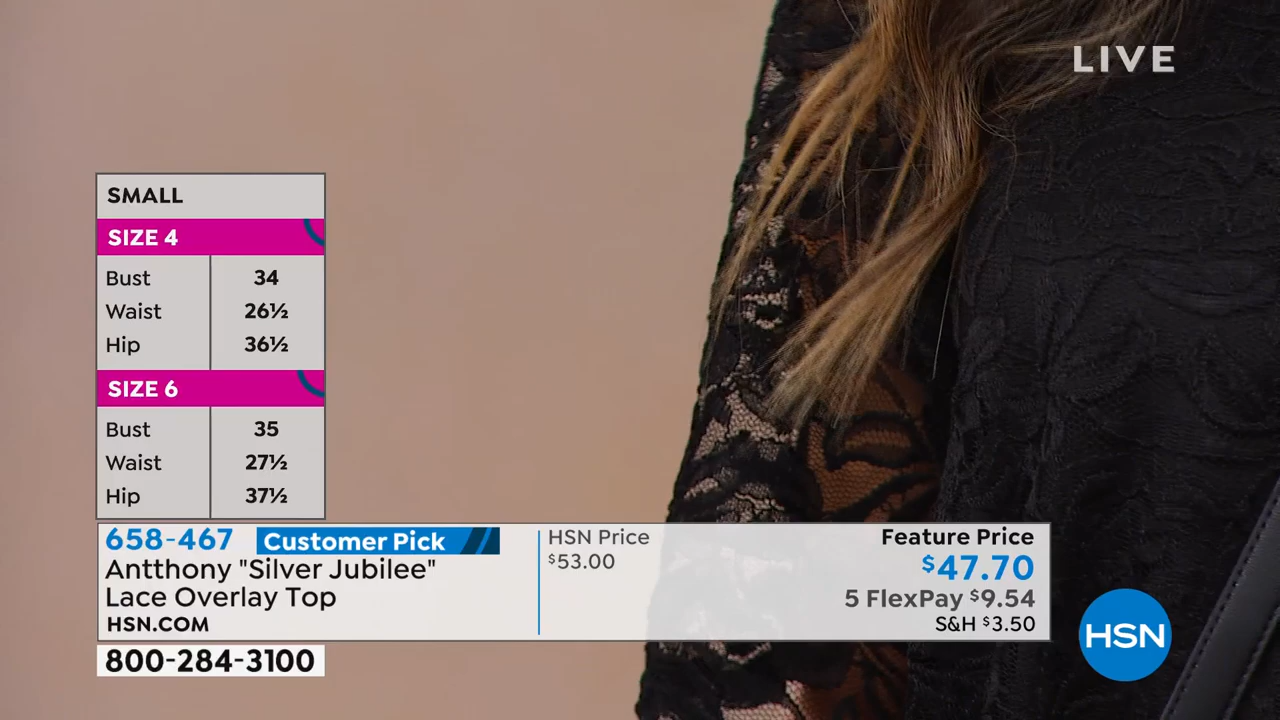 LIVE
SMALL
SIZE 4
Bust 34
Waist 26½
Hip 36½
SIZE 6
Bust 35
Waist 27½
Hip 37½
658-467 Customer Pick
Antthony "Silver Jubilee"
Lace Overlay Top
HSN.COM
800-284-3100
HSN Price
$53.00
Feature Price
$47.70
5 FlexPay $9.54
S&H $3.50
HSN